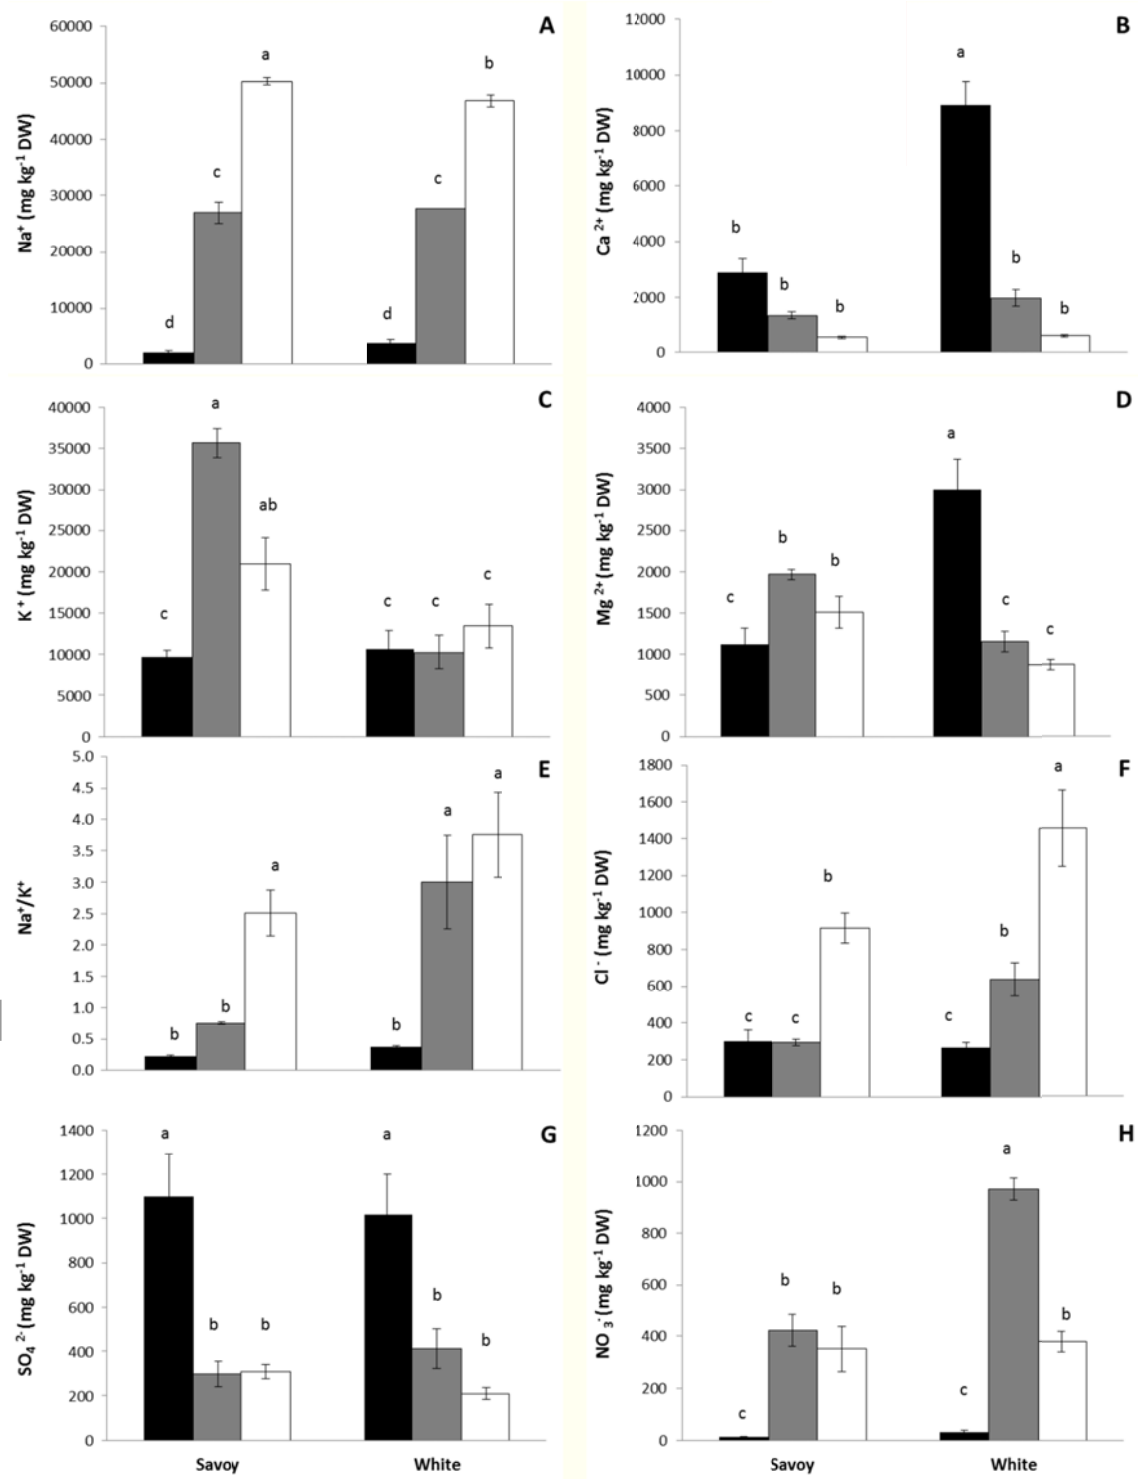 A
Na⁺ (mg kg⁻¹ DW)
60000
50000
40000
30000
20000
10000
0
d
c
a
d
c
b
B
Ca ²⁺ (mg kg⁻¹ DW)
12000
10000
8000
6000
4000
2000
0
b
b
b
a
b
b
C
K⁺ (mg kg⁻¹ DW)
40000
35000
30000
25000
20000
15000
10000
5000
0
c
a
ab
c
c
c
D
Mg ²⁺ (mg kg⁻¹ DW)
4000
3500
3000
2500
2000
1500
1000
500
0
c
b
b
a
c
c
E
Na⁺/K⁺
5.0
4.5
4.0
3.5
3.0
2.5
2.0
1.5
1.0
0.5
0.0
b
b
a
b
a
a
F
Cl ⁻ (mg kg⁻¹ DW)
1800
1600
1400
1200
1000
800
600
400
200
0
c
c
b
c
b
a
G
SO₄ ²⁻ (mg kg⁻¹ DW)
1400
1200
1000
800
600
400
200
0
a
b
b
a
b
b
Savoy White
H
NO ₃⁻ (mg kg⁻¹ DW)
1200
1000
800
600
400
200
0
c
b
b
c
a
b
Savoy White